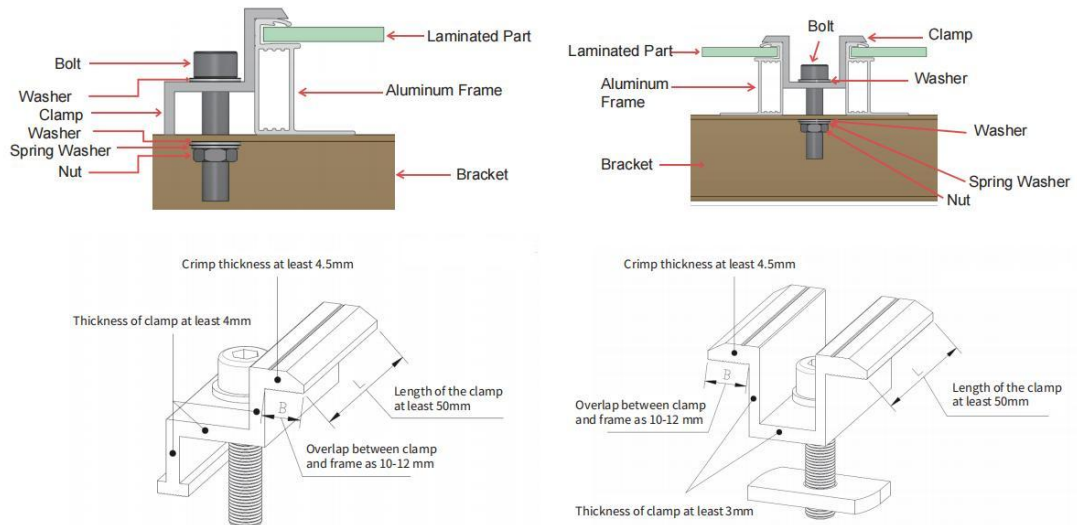 Bolt
Washer
Clamp
Washer
Spring Washer
Nut
Laminated Part
Aluminum Frame
Bracket
Bolt
Clamp
Laminated Part
Washer
Aluminum
Frame
Washer
Bracket
Spring Washer
Nut
Crimp thickness at least 4.5mm
Thickness of clamp at least 4mm
B
L
Length of the clamp
at least 50mm
Overlap between clamp
and frame as 10-12 mm
Crimp thickness at least 4.5mm
B
L
Length of the clamp
at least 50mm
Overlap between clamp
and frame as 10-12 mm
Thickness of clamp at least 3mm